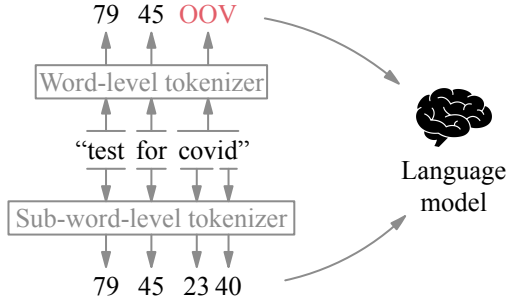 79 45 OOV
Word-level tokenizer
“test for covid”
Sub-word-level tokenizer
79 45 23 40
Language
model